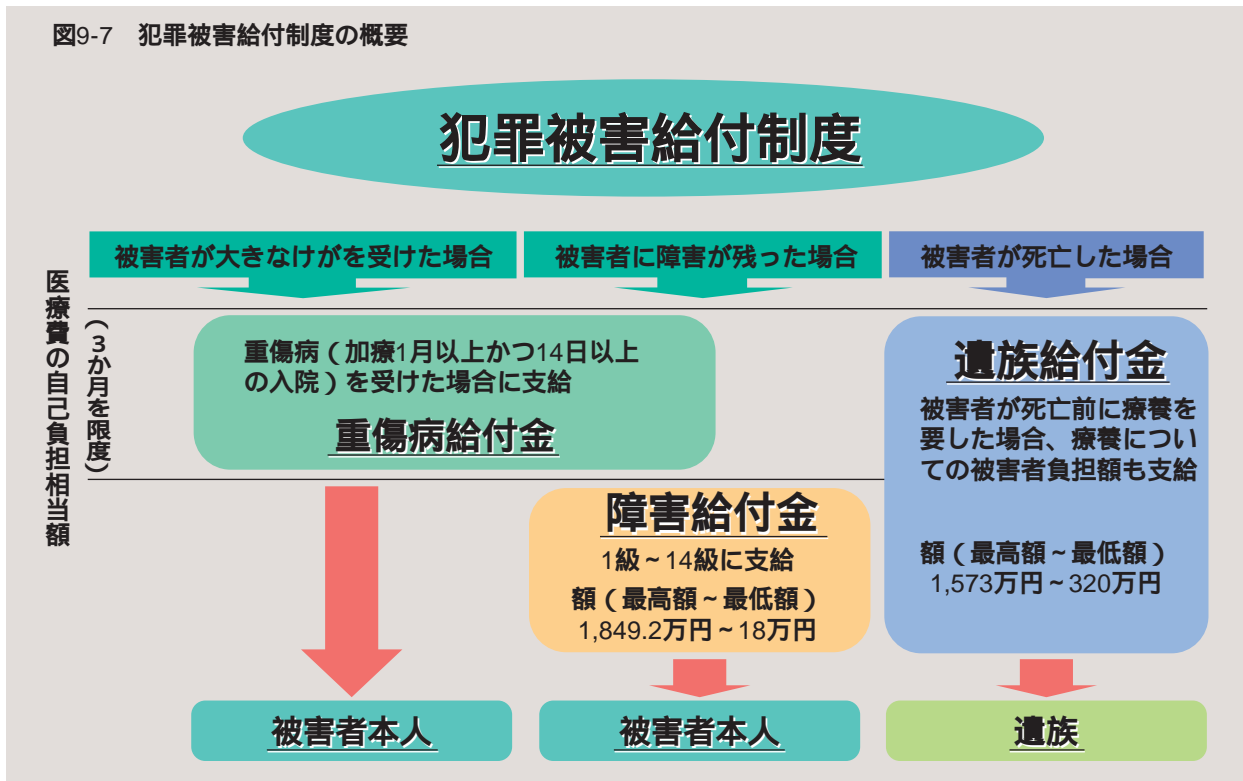 図9-7　犯罪被害給付制度の概要
犯罪被害給付制度
被害者が大きなけがを受けた場合
被害者に障害が残った場合
被害者が死亡した場合
医療費の自己負担相当額
(３か月を限度)
重傷病（加療1月以上かつ14日以上
の入院）を受けた場合に支給
重傷病給付金
障害給付金
1級～14級に支給
額（最高額～最低額）
1,849.2万円～18万円
遺族給付金
被害者が死亡前に療養を
要した場合、療養につい
ての被害者負担額も支給
額（最高額～最低額）
1,573万円～320万円
被害者本人
被害者本人
遺族